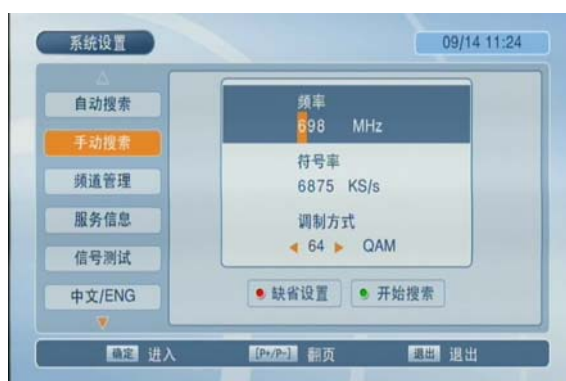 系统设置
09/14 11:24
自动搜索
手动搜索
频道管理
服务信息
信号测试
中文/ENG
频率
698 MHz
符号率
6875 KS/s
调制方式
64 QAM
缺省设置
开始搜索
确定 进入
[P+/P-] 翻页
退出 退出